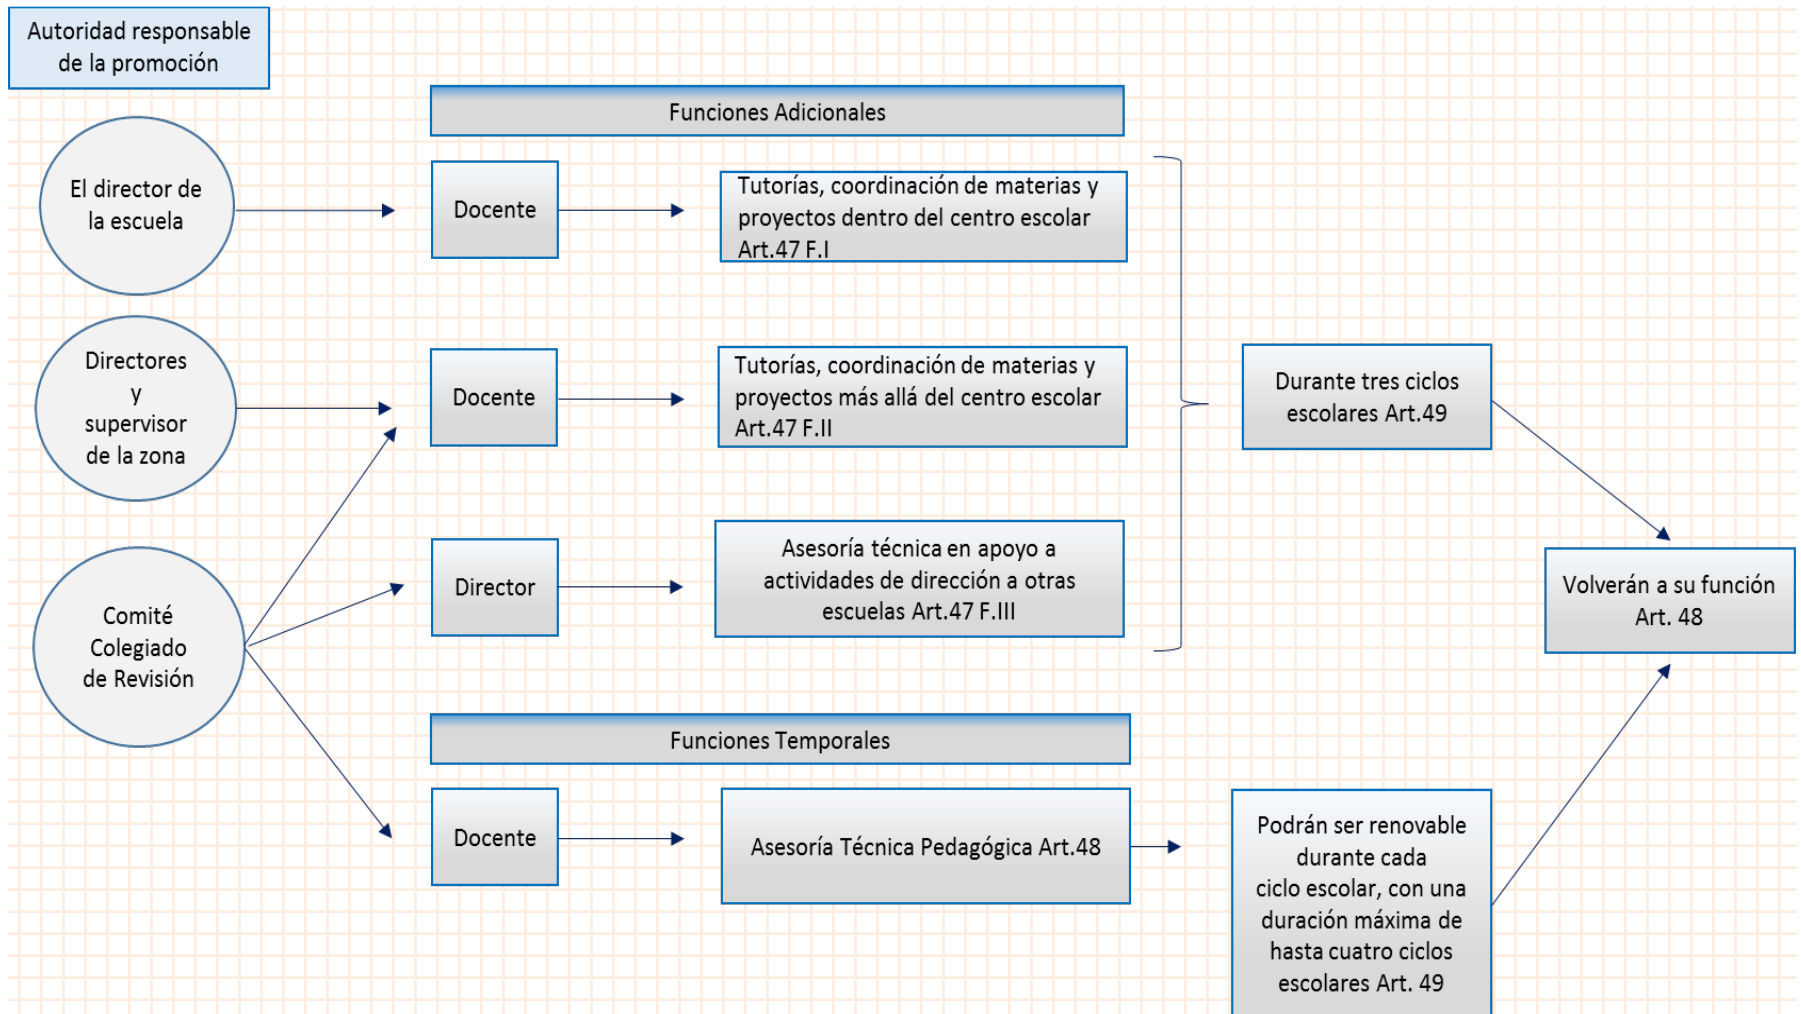 Autoridad responsable
de la promoción
Funciones Adicionales
El director de
la escuela
Docente
Tutorías, coordinación de materias y
proyectos dentro del centro escolar
Art.47 F.I
Directores
y
supervisor
de la zona
Docente
Tutorías, coordinación de materias y
proyectos más allá del centro escolar
Art.47 F.II
Durante tres ciclos
escolares Art.49
Comité
Colegiado
de Revisión
Director
Asesoría técnica en apoyo a
actividades de dirección a otras
escuelas Art.47 F.III
Volverán a su función
Art. 48
Funciones Temporales
Docente
Asesoría Técnica Pedagógica Art.48
Podrán ser renovable
durante cada
ciclo escolar, con una
duración máxima de
hasta cuatro ciclos
escolares Art. 49